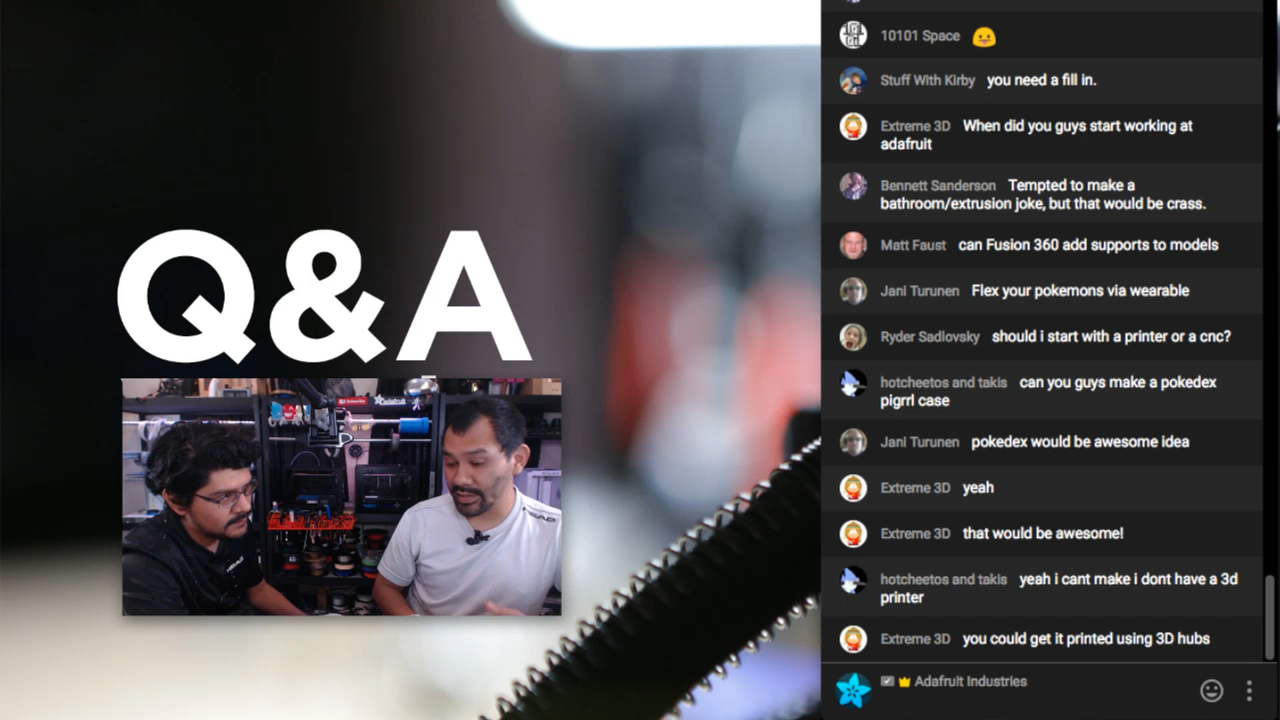 Q&A
HEAD
10101 Space
Stuff With Kirby you need a fill in.
Extreme 3D When did you guys start working at
adafruit
Bennett Sanderson Tempted to make a
bathroom/extrusion joke, but that would be crass.
Matt Faust can Fusion 360 add supports to models
Jani Turunen Flex your pokemons via wearable
Ryder Sadlovsky should i start with a printer or a cnc?
hotcheetos and takis can you guys make a pokedex
pigrrl case
Jani Turunen pokedex would be awesome idea
Extreme 3D yeah
Extreme 3D that would be awesome!
hotcheetos and takis yeah i cant make i dont have a 3d
printer
Extreme 3D you could get it printed using 3D hubs
Adafruit Industries